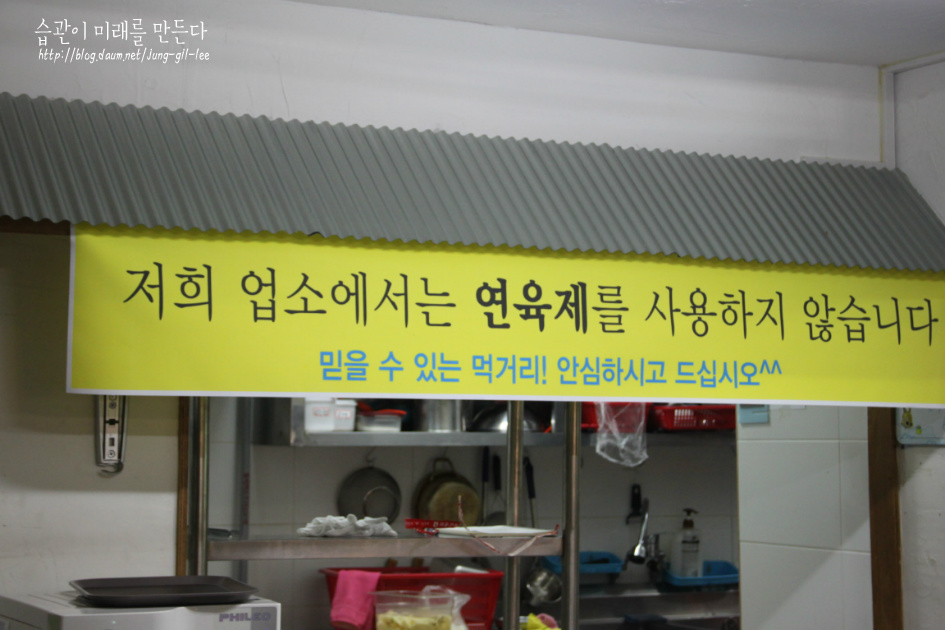 습관이 미래를 만든다
http://blog.daum.net/jung-gil-lee
저희 업소에서는 연육제를 사용하지 않습니다
믿을 수 있는 먹거리! 안심하시고 드십시오^^
PHILCO